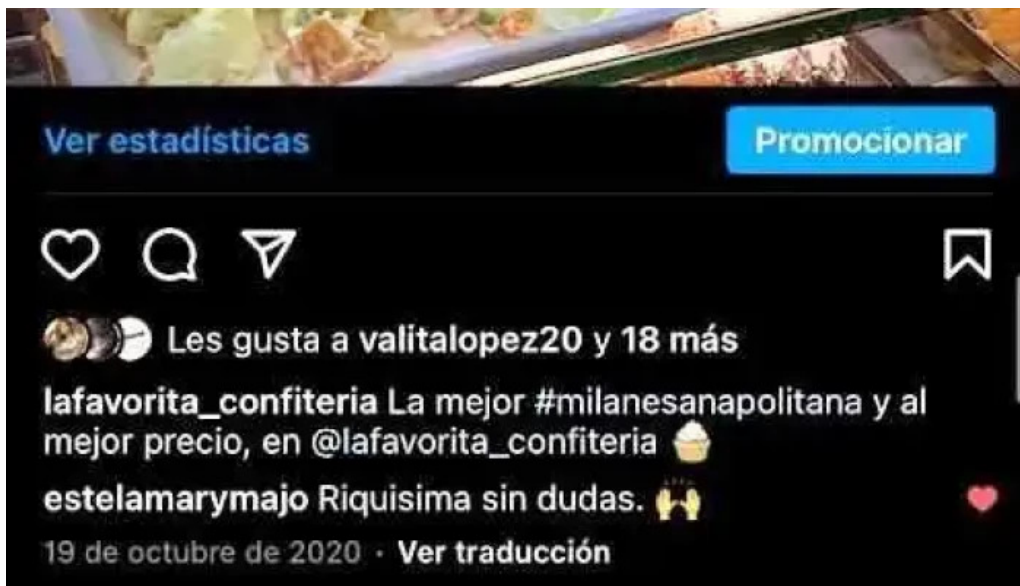 Ver estadísticas
Promocionar
Les gusta a valitalopez20 y 18 más
lafavorita_confiteria La mejor #milanesanapolitana y al
mejor precio, en @lafavorita_confiteria 🧁
estelamarymajo Riquisima sin dudas. 🙌
19 de octubre de 2020 · Ver traducción